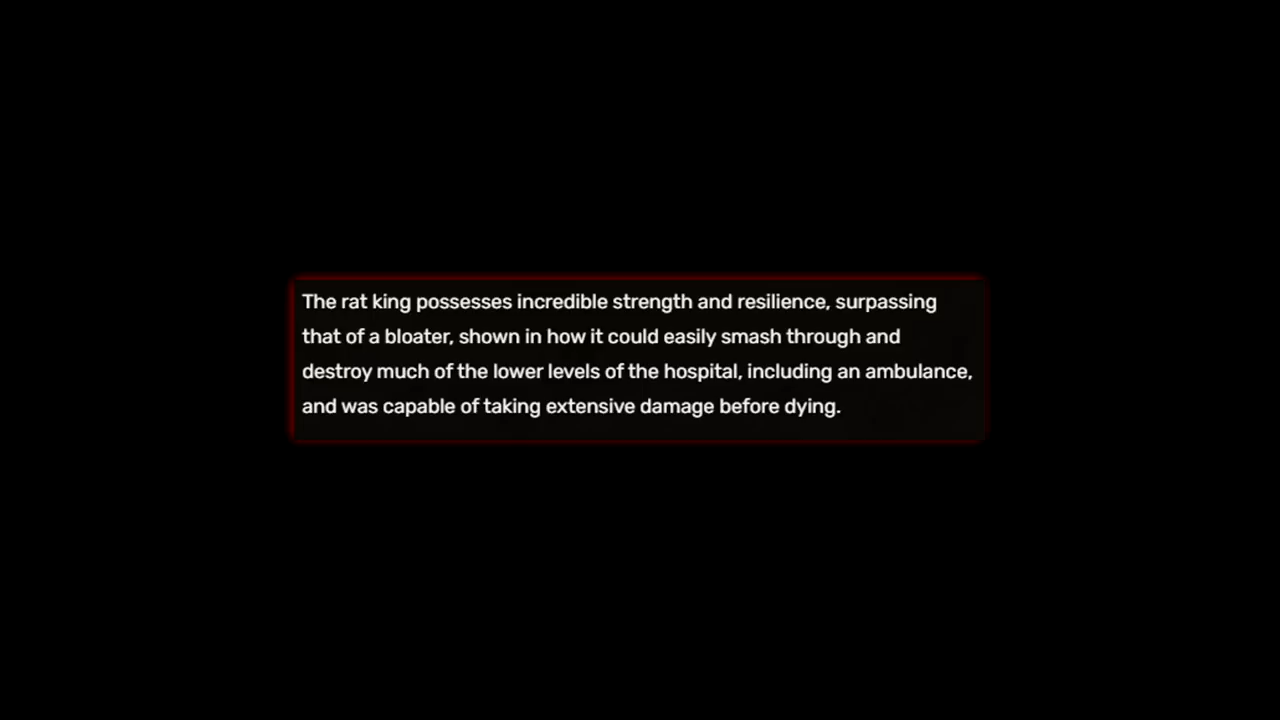 The rat king possesses incredible strength and resilience, surpassing
that of a bloater, shown in how it could easily smash through and
destroy much of the lower levels of the hospital, including an ambulance,
and was capable of taking extensive damage before dying.